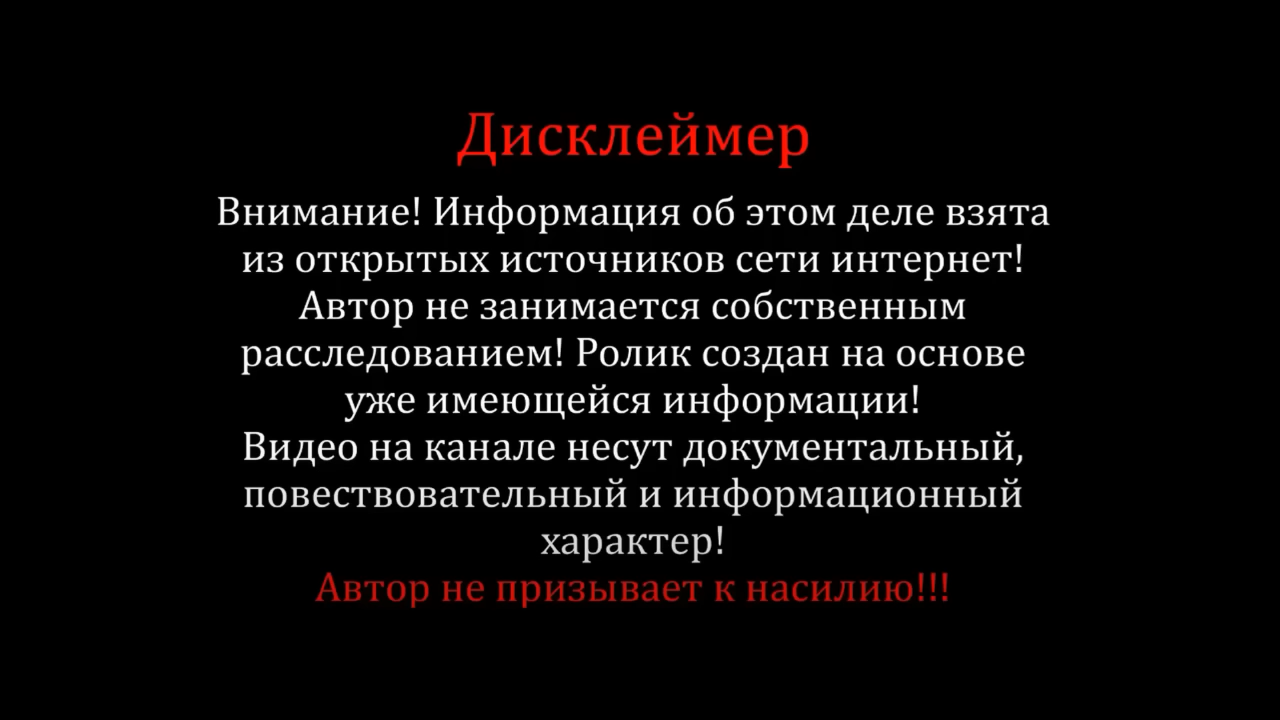 Дисклеймер
Внимание! Информация об этом деле взята
из открытых источников сети интернет!
Автор не занимается собственным
расследованием! Ролик создан на основе
уже имеющейся информации!
Видео на канале несут документальный,
повествовательный и информационный
характер!
Автор не призывает к насилию!!!